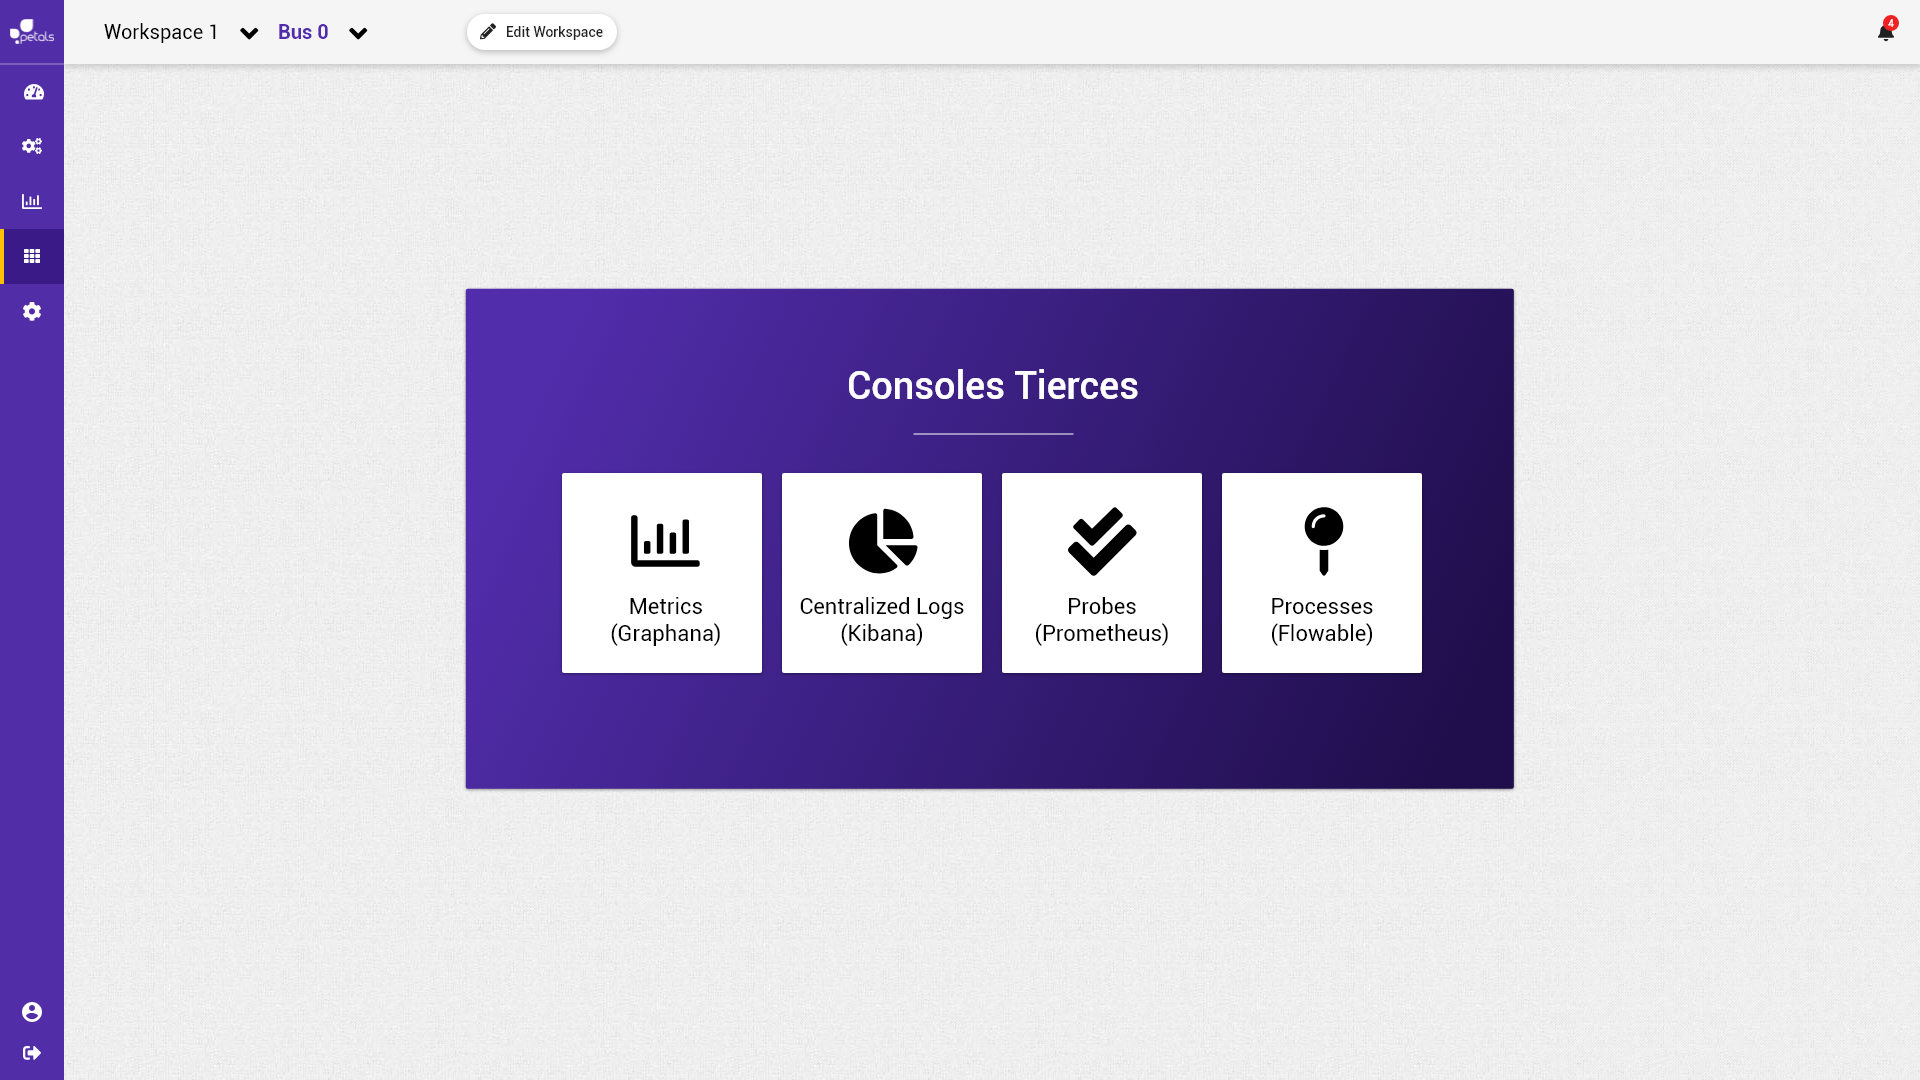 petals
Workspace 1
Bus 0
Edit Workspace
4
Consoles Tierces
Metrics
(Graphana)
Centralized Logs
(Kibana)
Probes
(Prometheus)
Processes
(Flowable)